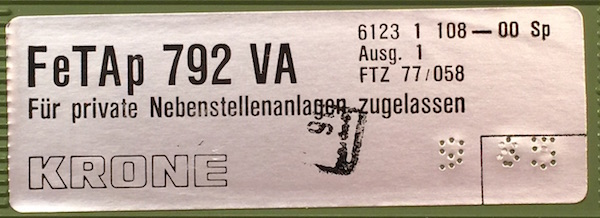 6123 1 108—00 Sp
FeTAp 792 VA
Ausg. 1
FTZ 77/058
Für private Nebenstellenanlagen zugelassen
KRONE